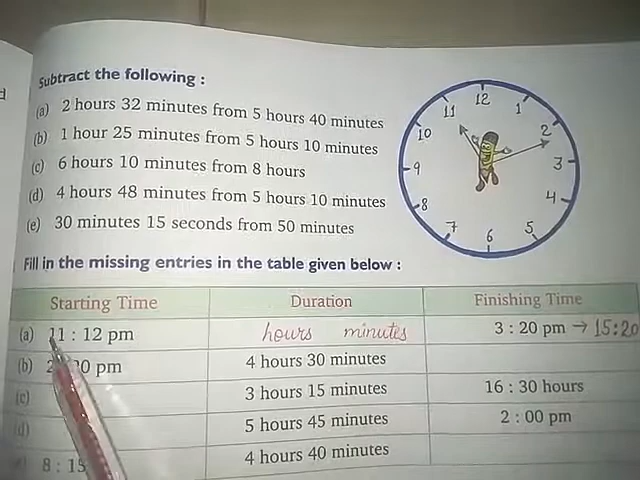 Subtract the following :
(a) 2 hours 32 minutes from 5 hours 40 minutes
(b) 1 hour 25 minutes from 5 hours 10 minutes
(c) 6 hours 10 minutes from 8 hours
(d) 4 hours 48 minutes from 5 hours 10 minutes
(e) 30 minutes 15 seconds from 50 minutes
12
1
2
3
4
5
6
7
8
9
10
11
Fill in the missing entries in the table given below :
Starting Time Duration Finishing Time
(a) 11 : 12 pm hours minutes 3 : 20 pm → 15:20
(b) 4 hours 30 minutes
(c) 3 hours 15 minutes 16 : 30 hours
(d) 5 hours 45 minutes 2 : 00 pm
8 : 15 4 hours 40 minutes